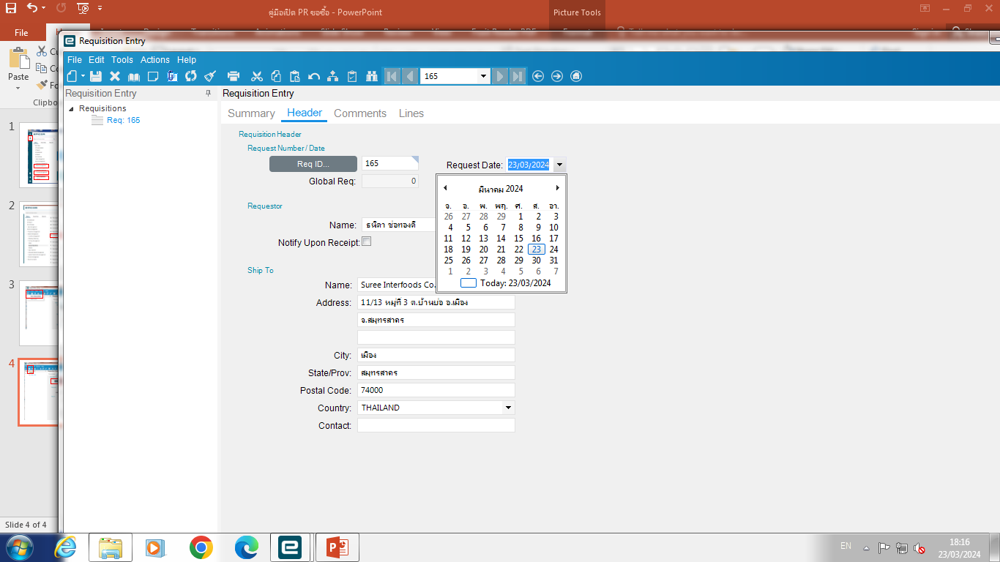 คู่มือเปิด PR ขอซื้อ - PowerPoint
Picture Tools
File
Requisition Entry
File Edit Tools Actions Help
Paste
165
Requisition Entry
Requisition Entry
Requisitions
Req: 165
Summary Header Comments Lines
Requisition Header
Request Number / Date
Req ID... 165
Request Date: 23/03/2024
Global Req: 0
มีนาคม 2024
จ. อ. พ. พฤ. ศ. ส. อา.
26 27 28 29 1 2 3
4 5 6 7 8 9 10
11 12 13 14 15 16 17
18 19 20 21 22 23 24
25 26 27 28 29 30 31
1 2 3 4 5 6 7
Today: 23/03/2024
Requestor
Name: ธนิดา ช่อทองดี
Notify Upon Receipt:
Ship To
Name: Suree Interfoods Co.
Address: 11/13 หมู่ที่ 3 ต.บ้านบ่อ อ.เมือง
จ.สมุทรสาคร
City: เมือง
State/Prov: สมุทรสาคร
Postal Code: 74000
Country: THAILAND
Contact:
1
2
3
4
Slide 4 of 4
EN
18:16
23/03/2024